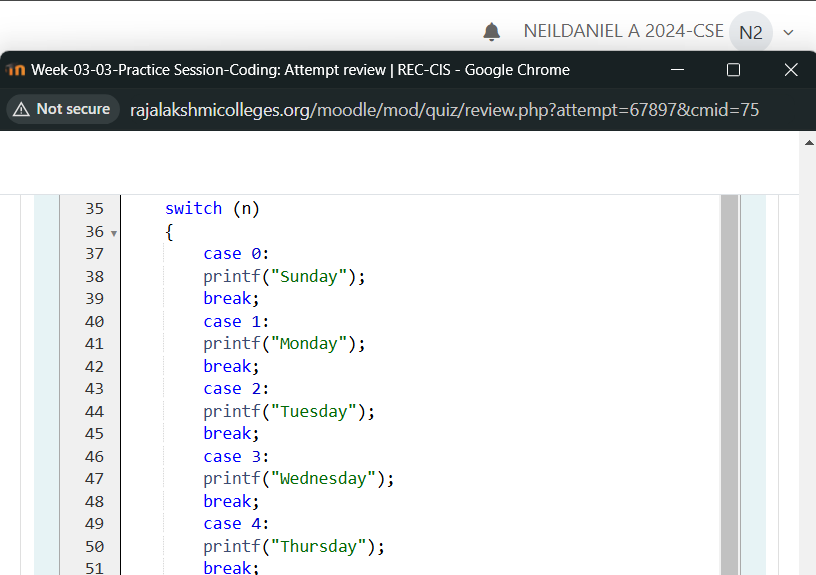 NEILDANIEL A 2024-CSE N2
Week-03-03-Practice Session-Coding: Attempt review | REC-CIS - Google Chrome
Not secure rajalakshmicolleges.org/moodle/mod/quiz/review.php?attempt=67897&cmid=75
35 switch (n)
36 {
37 case 0:
38 printf("Sunday");
39 break;
40 case 1:
41 printf("Monday");
42 break;
43 case 2:
44 printf("Tuesday");
45 break;
46 case 3:
47 printf("Wednesday");
48 break;
49 case 4:
50 printf("Thursday");
51 break;